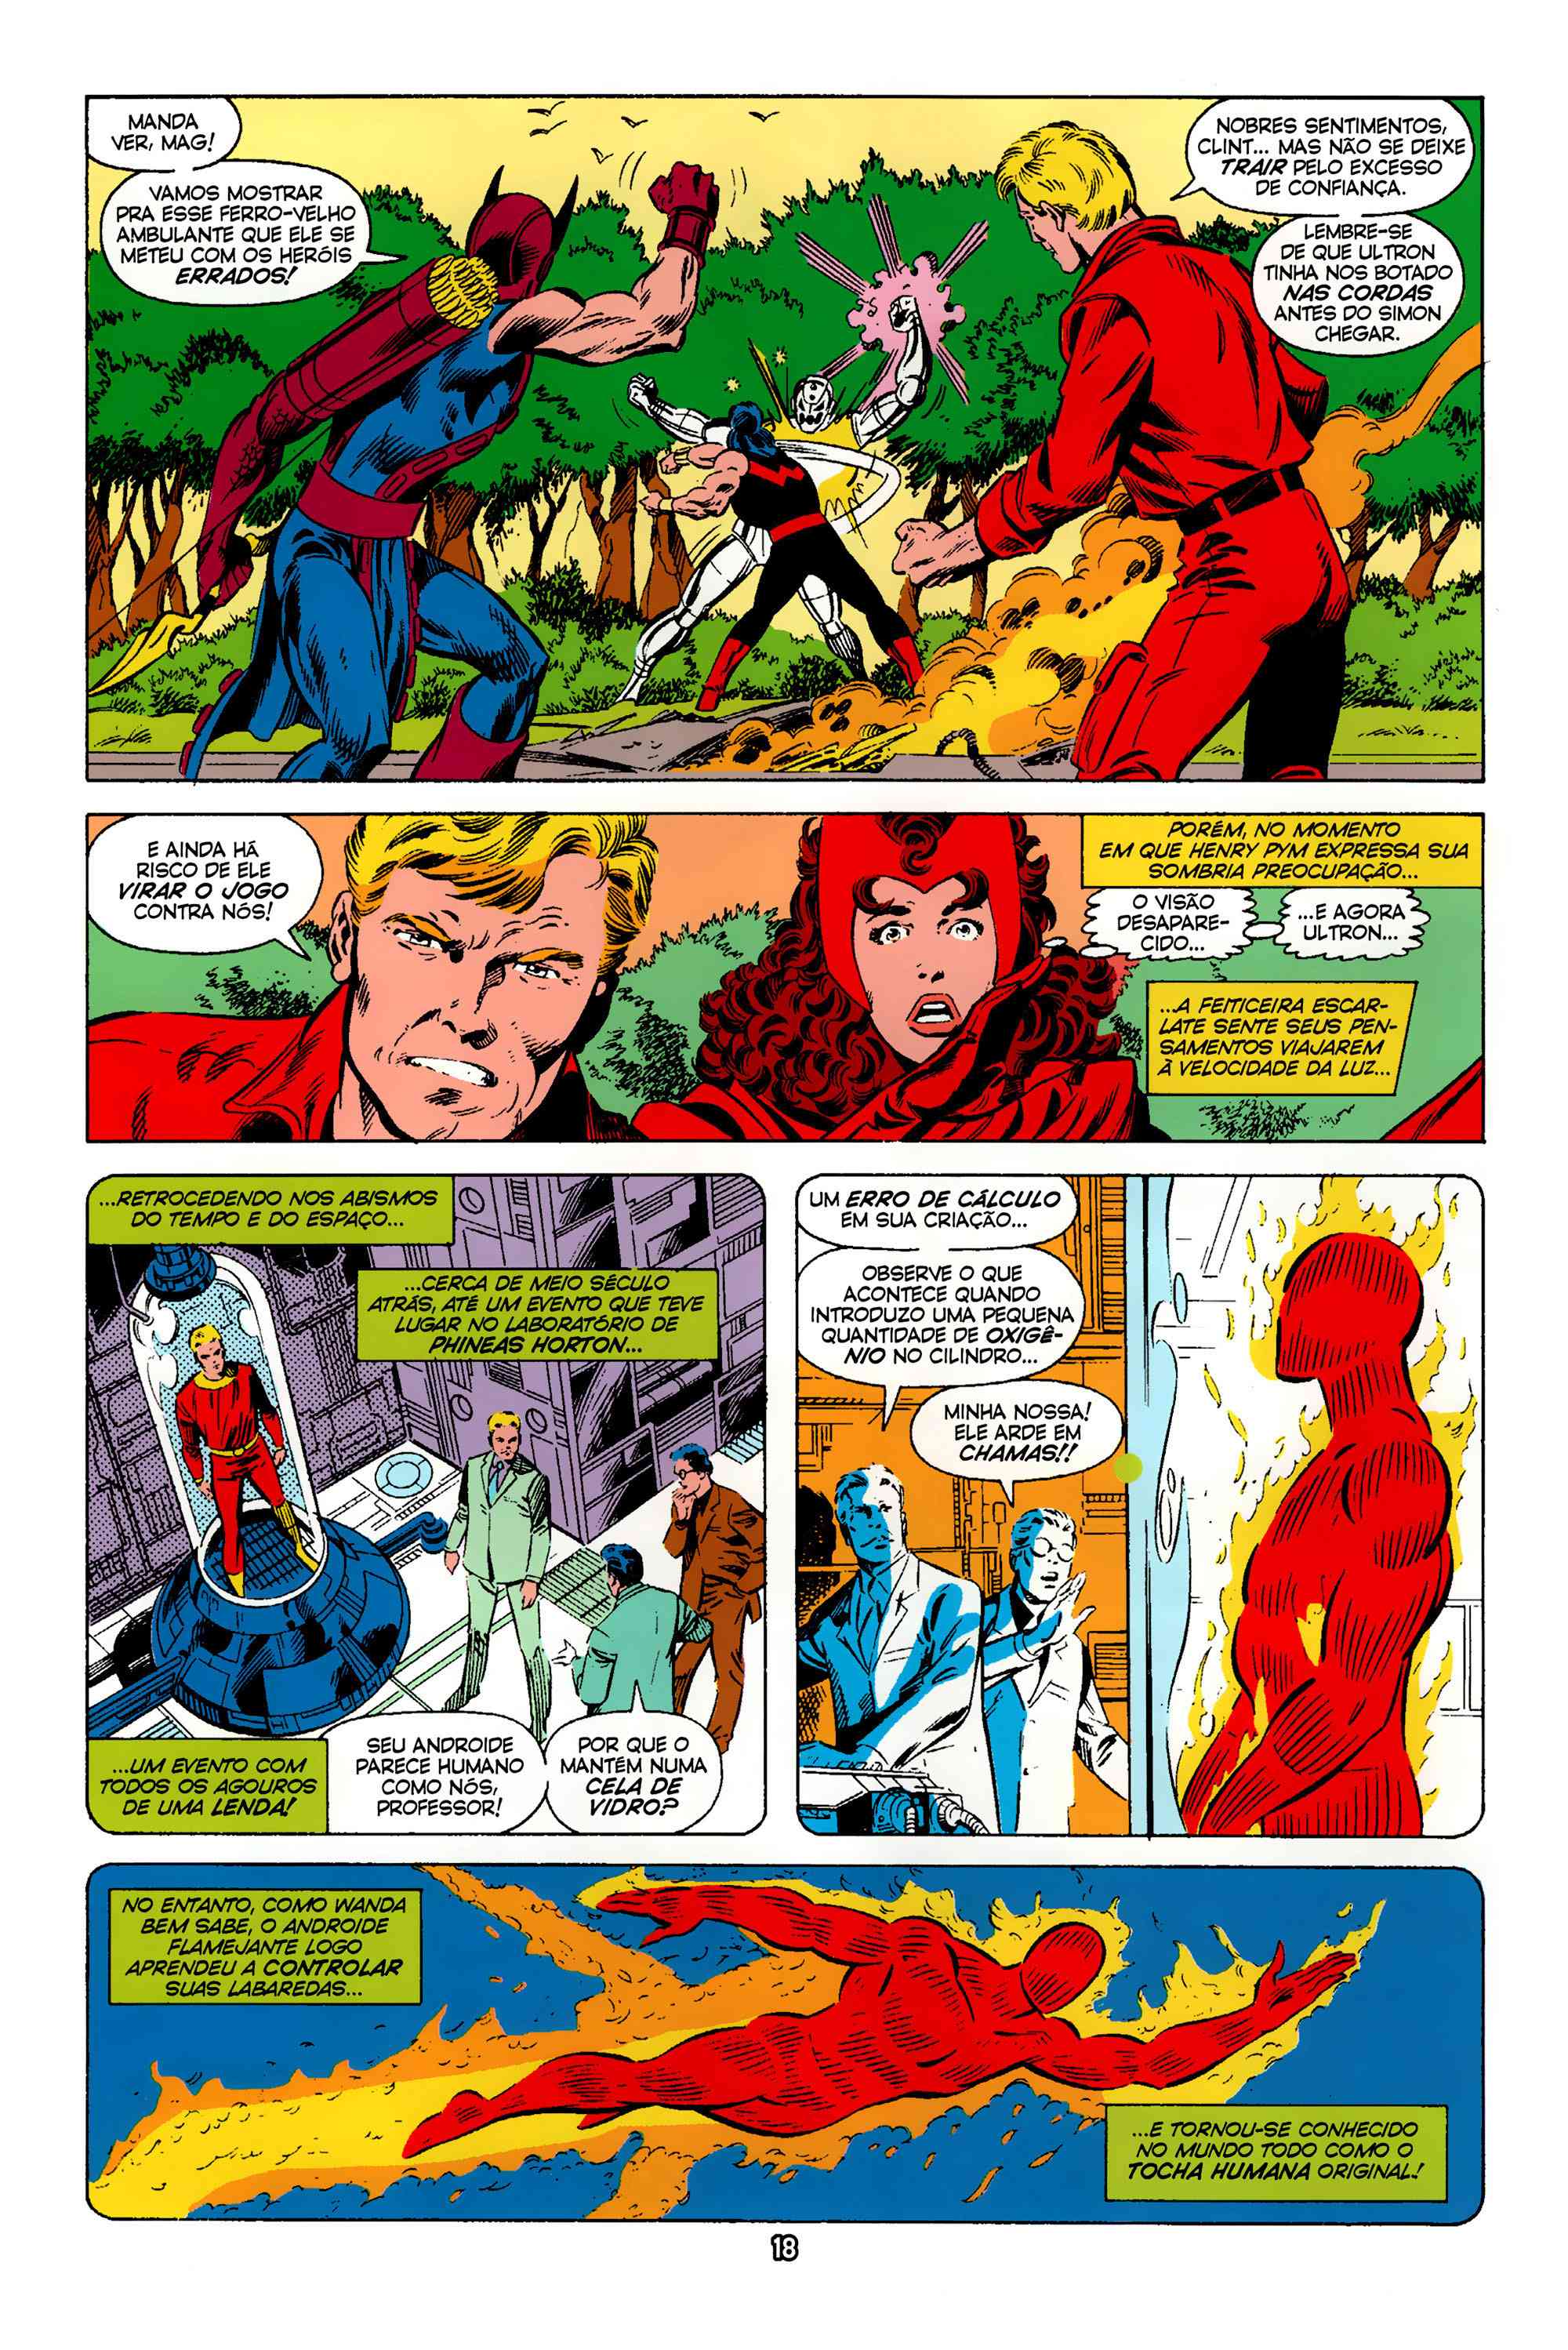 MANDA
VER, MAG!
VAMOS MOSTRAR
PRA ESSE FERRO-VELHO
AMBULANTE QUE ELE SE
METEU COM OS HERÓIS
ERRADOS!
NOBRES SENTIMENTOS,
CLINT... MAS NÃO SE DEIXE
TRAIR PELO EXCESSO
DE CONFIANÇA.
LEMBRE-SE
DE QUE ULTRON
TINHA NOS BOTADO
NAS CORDAS
ANTES DO SIMON
CHEGAR.
E AINDA HÁ
RISCO DE ELE
VIRAR O JOGO
CONTRA NÓS!
PORÉM, NO MOMENTO
EM QUE HENRY PYM EXPRESSA SUA
SOMBRIA PREOCUPAÇÃO...
O VISÃO
DESAPARE-
CIDO...
...E AGORA
ULTRON...
...A FEITICEIRA ESCAR-
LATE SENTE SEUS PEN-
SAMENTOS VIAJAREM
À VELOCIDADE DA LUZ...
...RETROCEDENDO NOS ABISMOS
DO TEMPO E DO ESPAÇO...
...CERCA DE MEIO SÉCULO
ATRÁS, ATÉ UM EVENTO QUE TEVE
LUGAR NO LABORATÓRIO DE
PHINEAS HORTON...
...UM EVENTO COM
TODOS OS AGOUROS
DE UMA LENDA!
SEU ANDROIDE
PARECE HUMANO
COMO NÓS,
PROFESSOR!
POR QUE O
MANTÉM NUMA
CELA DE
VIDRO?
UM ERRO DE CÁLCULO
EM SUA CRIAÇÃO...
OBSERVE O QUE
ACONTECE QUANDO
INTRODUZO UMA PEQUENA
QUANTIDADE DE OXIGÊ-
NIO NO CILINDRO...
MINHA NOSSA!
ELE ARDE EM
CHAMAS!!
NO ENTANTO, COMO WANDA
BEM SABE, O ANDROIDE
FLAMEJANTE LOGO
APRENDEU A CONTROLAR
SUAS LABAREDAS...
...E TORNOU-SE CONHECIDO
NO MUNDO TODO COMO O
TOCHA HUMANA ORIGINAL!
18